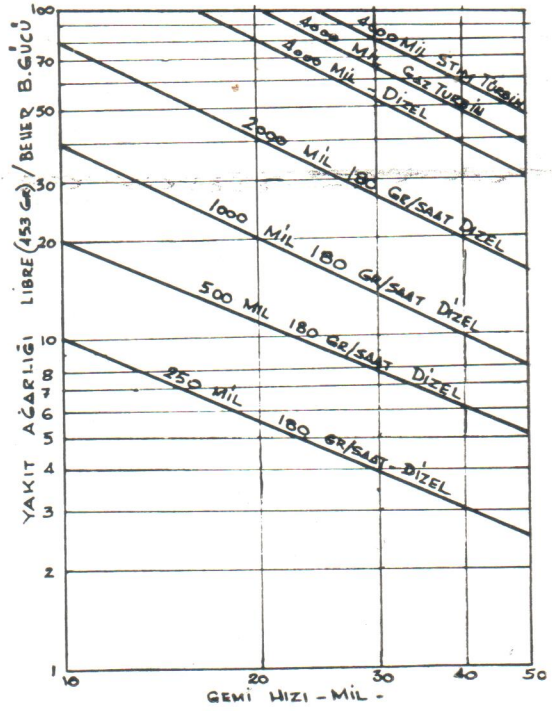 YAKIT AĞARLIĞI LİBRE (453 GR) / BEHER B.GÜCÜ
100
70
50
30
20
10
8
7
6
5
4
3
2
1
10
20
30
40
50
GEMİ HIZI - MİL -
4000 MİL STİM TÜRBİN
4000 MİL GAZ TURBİN
4000 MİL - DİZEL
2000 MİL 180 GR/SAAT DİZEL
1000 MİL 180 GR/SAAT DİZEL
500 MİL 180 GR/SAAT DİZEL
250 MİL 180 GR/SAAT - DİZEL